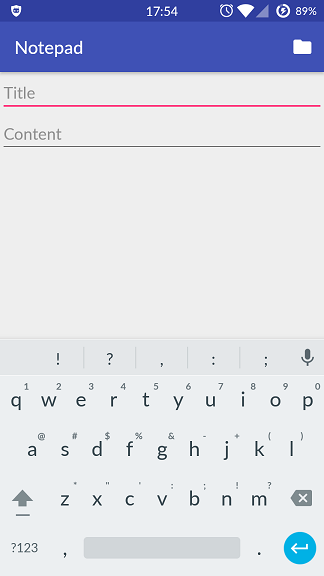 17:54 89%
Notepad
Title
Content
! ? , : ;
1 2 3 4 5 6 7 8 9 0
q w e r t y u i o p
@ # $ % & - + ( )
a s d f g h j k l
* " ' : ; ! ?
z x c v b n m
?123 , .